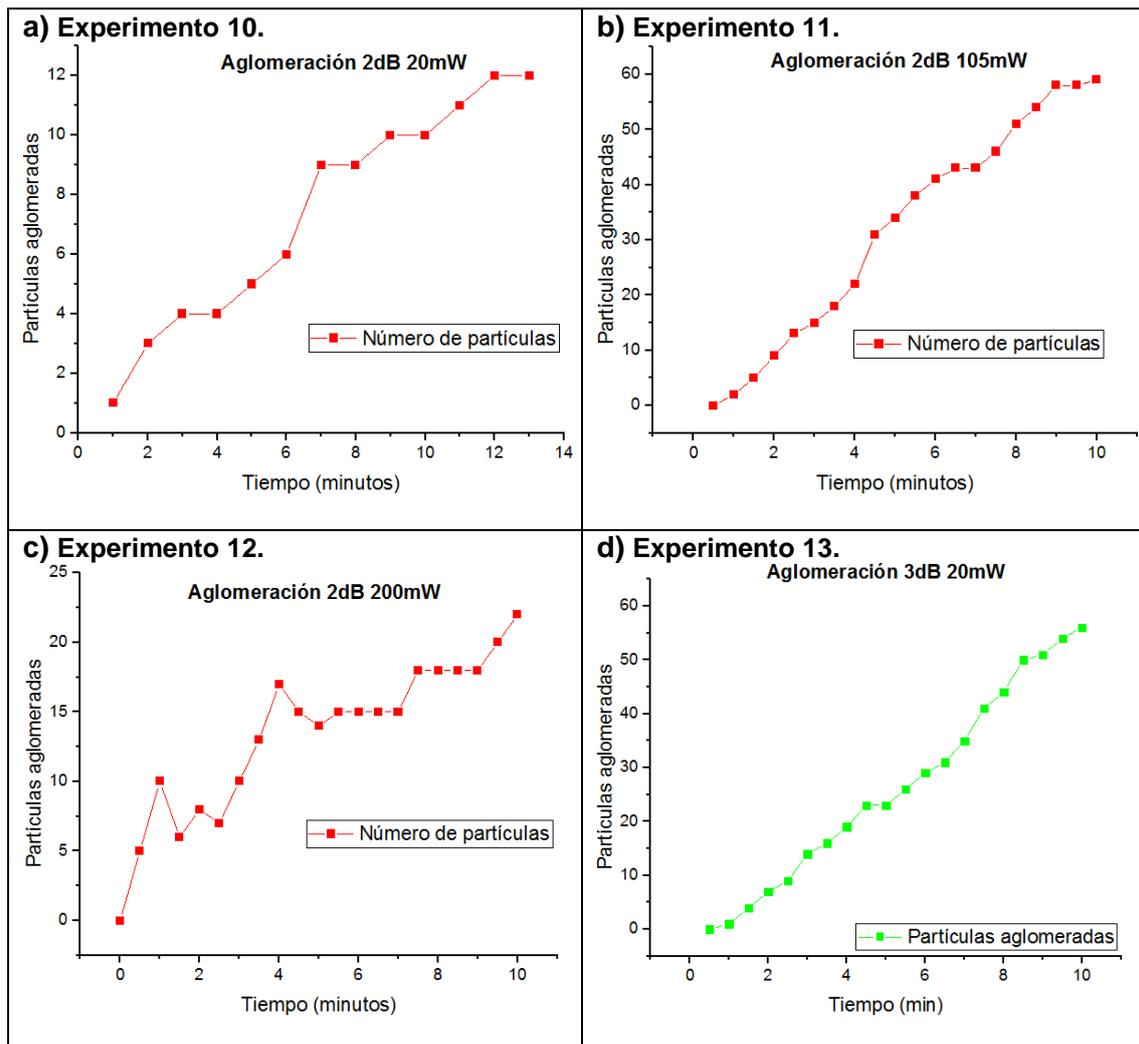 a) Experimento 10.
Aglomeración 2dB 20mW
Partículas aglomeradas
12
10
8
6
4
2
0
0 2 4 6 8 10 12 14
Tiempo (minutos)
Número de partículas
b) Experimento 11.
Aglomeración 2dB 105mW
Partículas aglomeradas
60
50
40
30
20
10
0
0 2 4 6 8 10
Tiempo (minutos)
Número de partículas
c) Experimento 12.
Aglomeración 2dB 200mW
Partículas aglomeradas
25
20
15
10
5
0
0 2 4 6 8 10
Tiempo (minutos)
Número de partículas
d) Experimento 13.
Aglomeración 3dB 20mW
Partículas aglomeradas
60
50
40
30
20
10
0
0 2 4 6 8 10
Tiempo (min)
Partículas aglomeradas